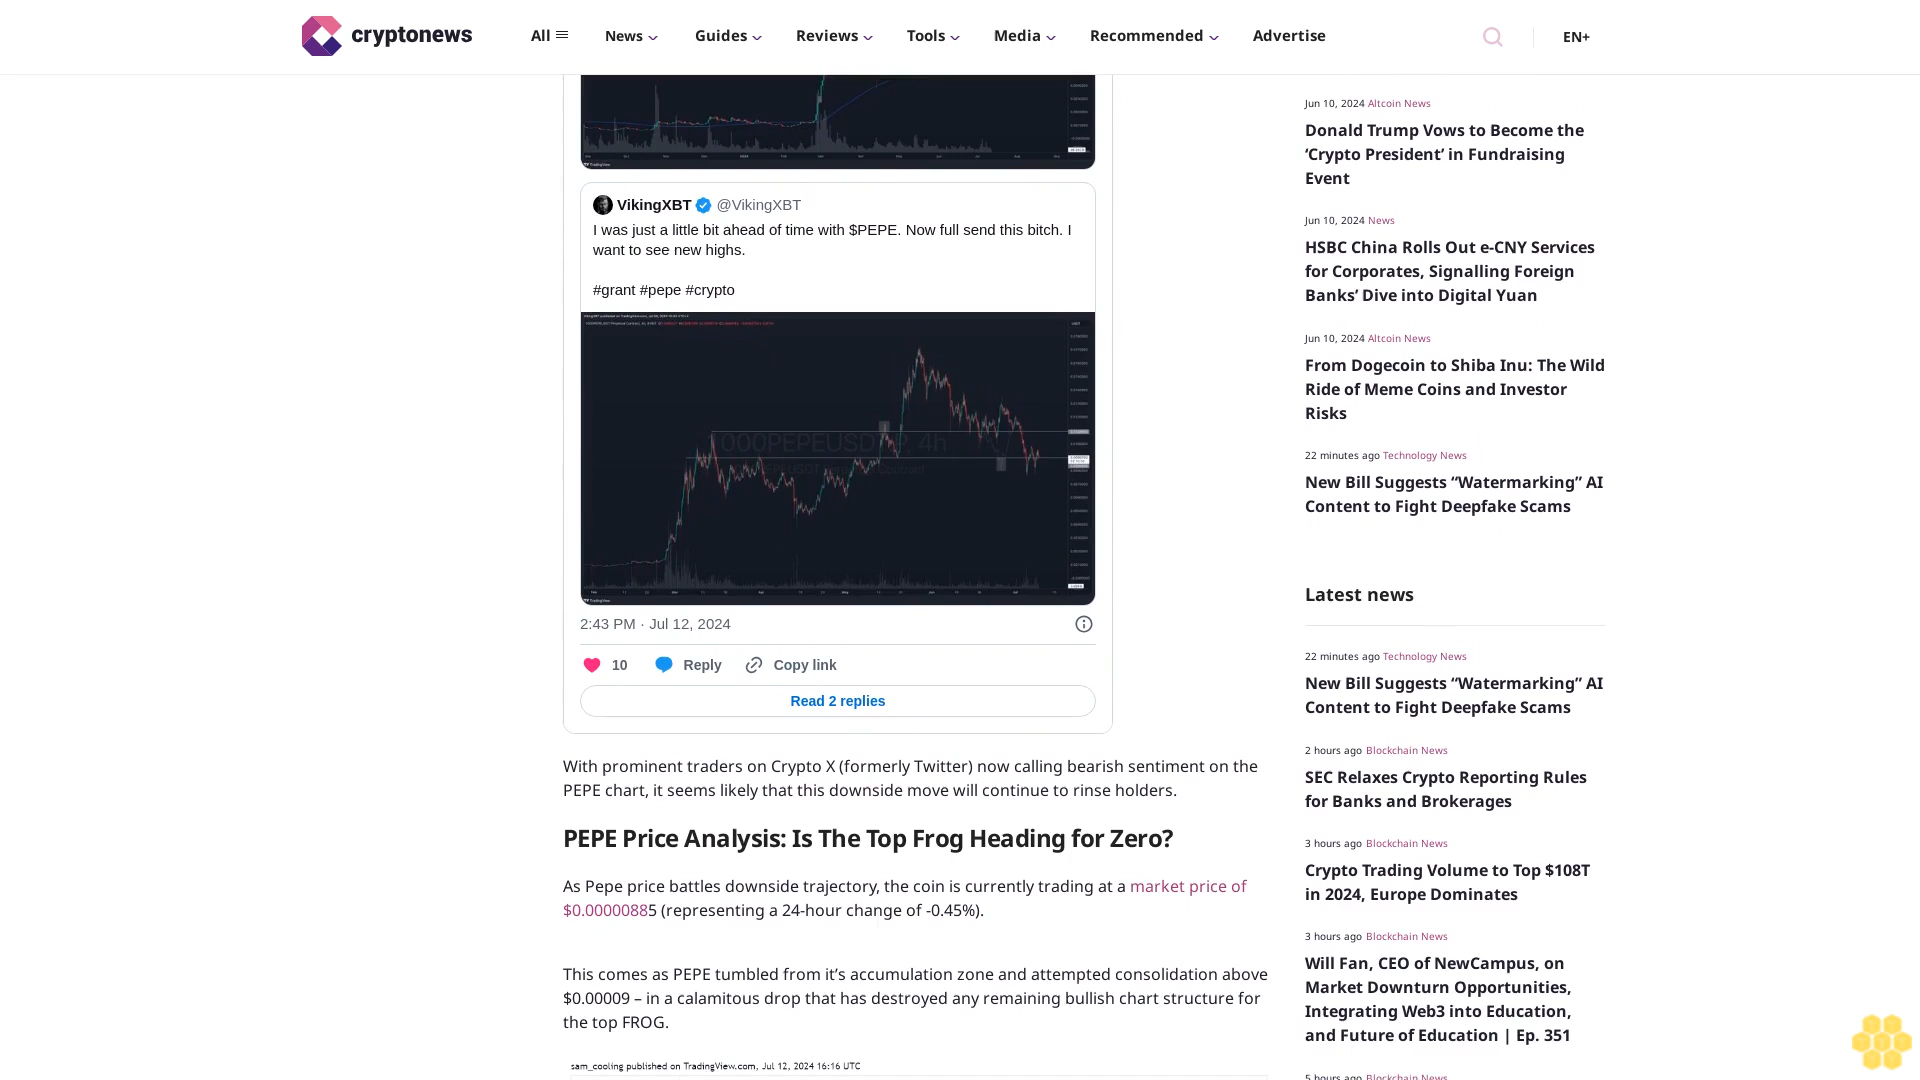 cryptonews
All
News
Guides
Reviews
Tools
Media
Recommended
Advertise
EN+
VikingXBT @VikingXBT
I was just a little bit ahead of time with $PEPE. Now full send this bitch. I
want to see new highs.
#grant #pepe #crypto
2:43 PM · Jul 12, 2024
10 Reply Copy link
Read 2 replies
With prominent traders on Crypto X (formerly Twitter) now calling bearish sentiment on the
PEPE chart, it seems likely that this downside move will continue to rinse holders.
PEPE Price Analysis: Is The Top Frog Heading for Zero?
As Pepe price battles downside trajectory, the coin is currently trading at a market price of
$0.00000885 (representing a 24-hour change of -0.45%).
This comes as PEPE tumbled from it’s accumulation zone and attempted consolidation above
$0.00009 – in a calamitous drop that has destroyed any remaining bullish chart structure for
the top FROG.
sam_cooling published on TradingView.com, Jul 12, 2024 16:16 UTC
Jun 10, 2024 Altcoin News
Donald Trump Vows to Become the
‘Crypto President’ in Fundraising
Event
Jun 10, 2024 News
HSBC China Rolls Out e-CNY Services
for Corporates, Signalling Foreign
Banks’ Dive into Digital Yuan
Jun 10, 2024 Altcoin News
From Dogecoin to Shiba Inu: The Wild
Ride of Meme Coins and Investor
Risks
22 minutes ago Technology News
New Bill Suggests “Watermarking” AI
Content to Fight Deepfake Scams
Latest news
22 minutes ago Technology News
New Bill Suggests “Watermarking” AI
Content to Fight Deepfake Scams
2 hours ago Blockchain News
SEC Relaxes Crypto Reporting Rules
for Banks and Brokerages
3 hours ago Blockchain News
Crypto Trading Volume to Top $108T
in 2024, Europe Dominates
3 hours ago Blockchain News
Will Fan, CEO of NewCampus, on
Market Downturn Opportunities,
Integrating Web3 into Education,
and Future of Education | Ep. 351
5 hours ago Blockchain News